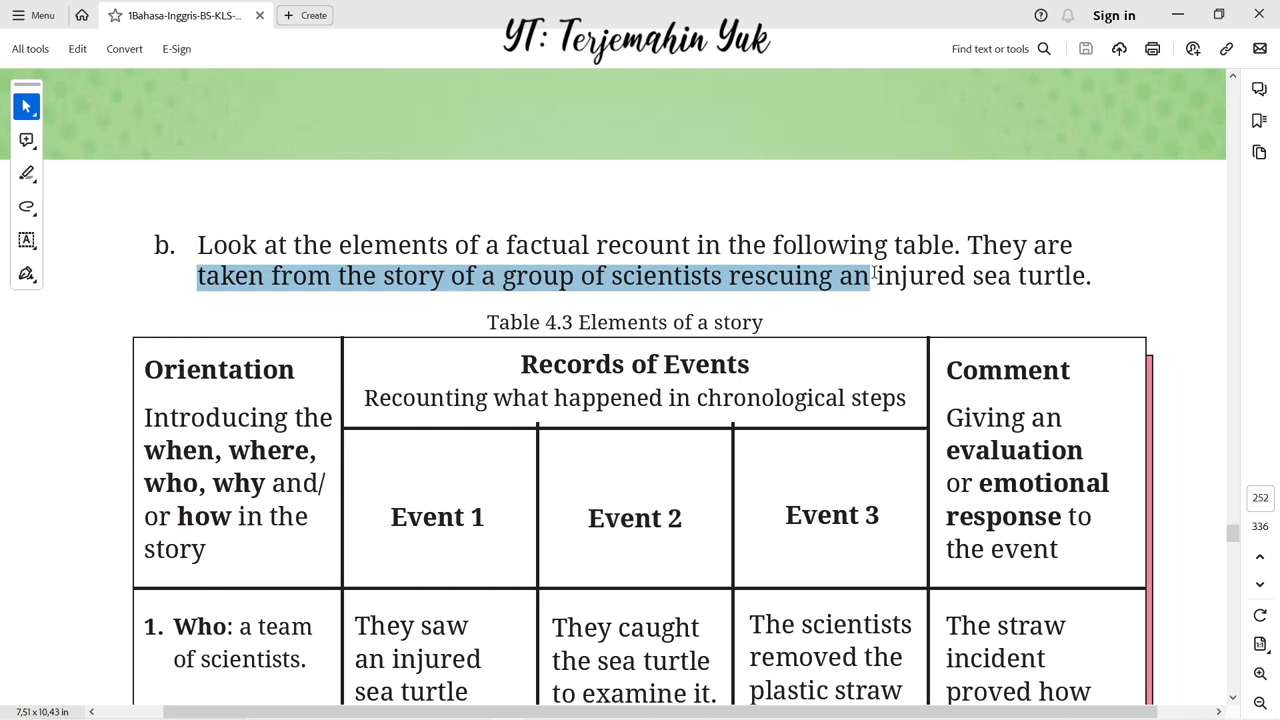 Menu
1Bahasa-Inggris-BS-KLS-...
Create
YT: Terjemahin Yuk
Sign in
All tools
Edit
Convert
E-Sign
Find text or tools
b. Look at the elements of a factual recount in the following table. They are
taken from the story of a group of scientists rescuing an injured sea turtle.
Table 4.3 Elements of a story
Orientation
Introducing the
when, where,
who, why and/
or how in the
story
Records of Events
Recounting what happened in chronological steps
Event 1
Event 2
Event 3
Comment
Giving an
evaluation
or emotional
response to
the event
1. Who: a team
of scientists.
They saw
an injured
sea turtle
They caught
the sea turtle
to examine it.
The scientists
removed the
plastic straw
The straw
incident
proved how
252
336
7,51 x 10,43 in